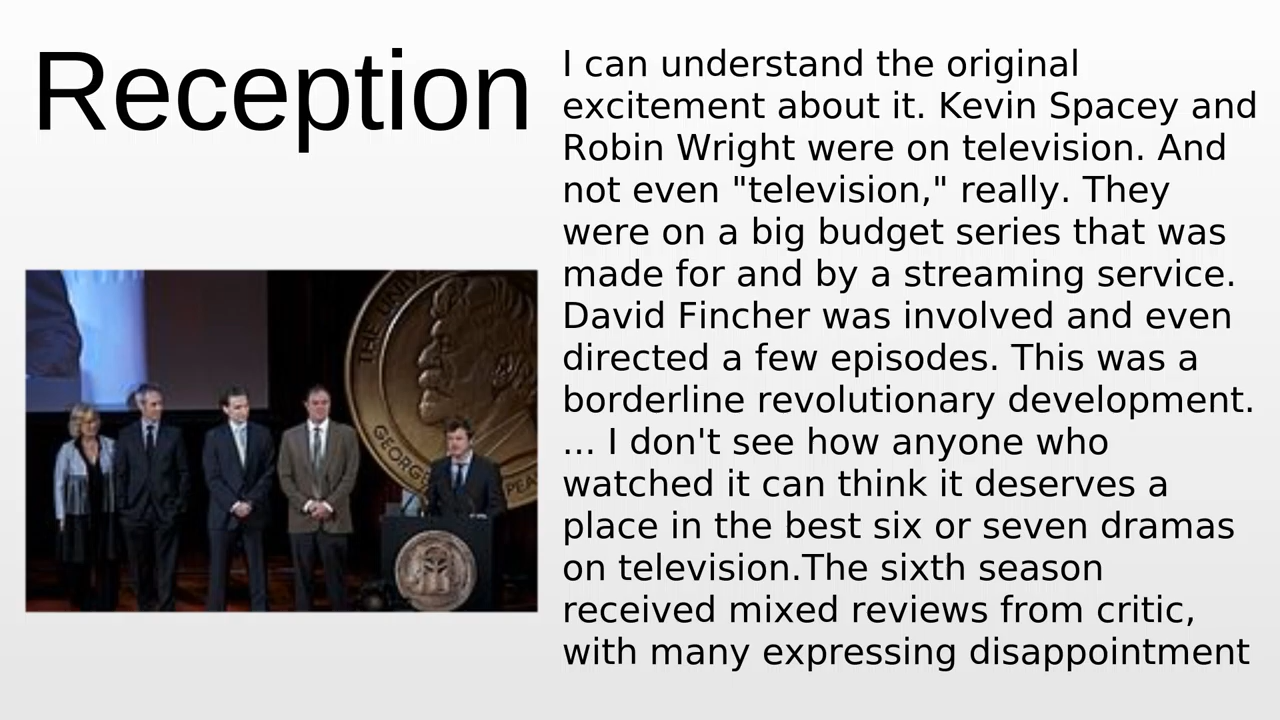 Reception
I can understand the original
excitement about it. Kevin Spacey and
Robin Wright were on television. And
not even "television," really. They
were on a big budget series that was
made for and by a streaming service.
David Fincher was involved and even
directed a few episodes. This was a
borderline revolutionary development.
... I don't see how anyone who
watched it can think it deserves a
place in the best six or seven dramas
on television.The sixth season
received mixed reviews from critic,
with many expressing disappointment
THE UNIV
GEORGE
PEA